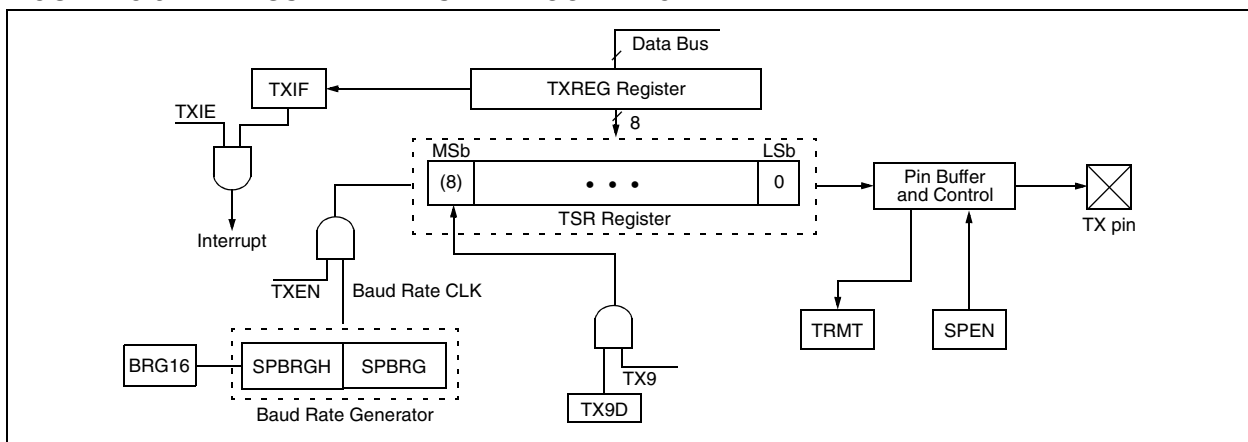 Data Bus
TXIF
TXREG Register
TXIE
8
MSb
LSb
(8)
• • •
0
TSR Register
Pin Buffer
and Control
TX pin
Interrupt
TXEN
Baud Rate CLK
TRMT
SPEN
BRG16
SPBRGH
SPBRG
TX9
Baud Rate Generator
TX9D